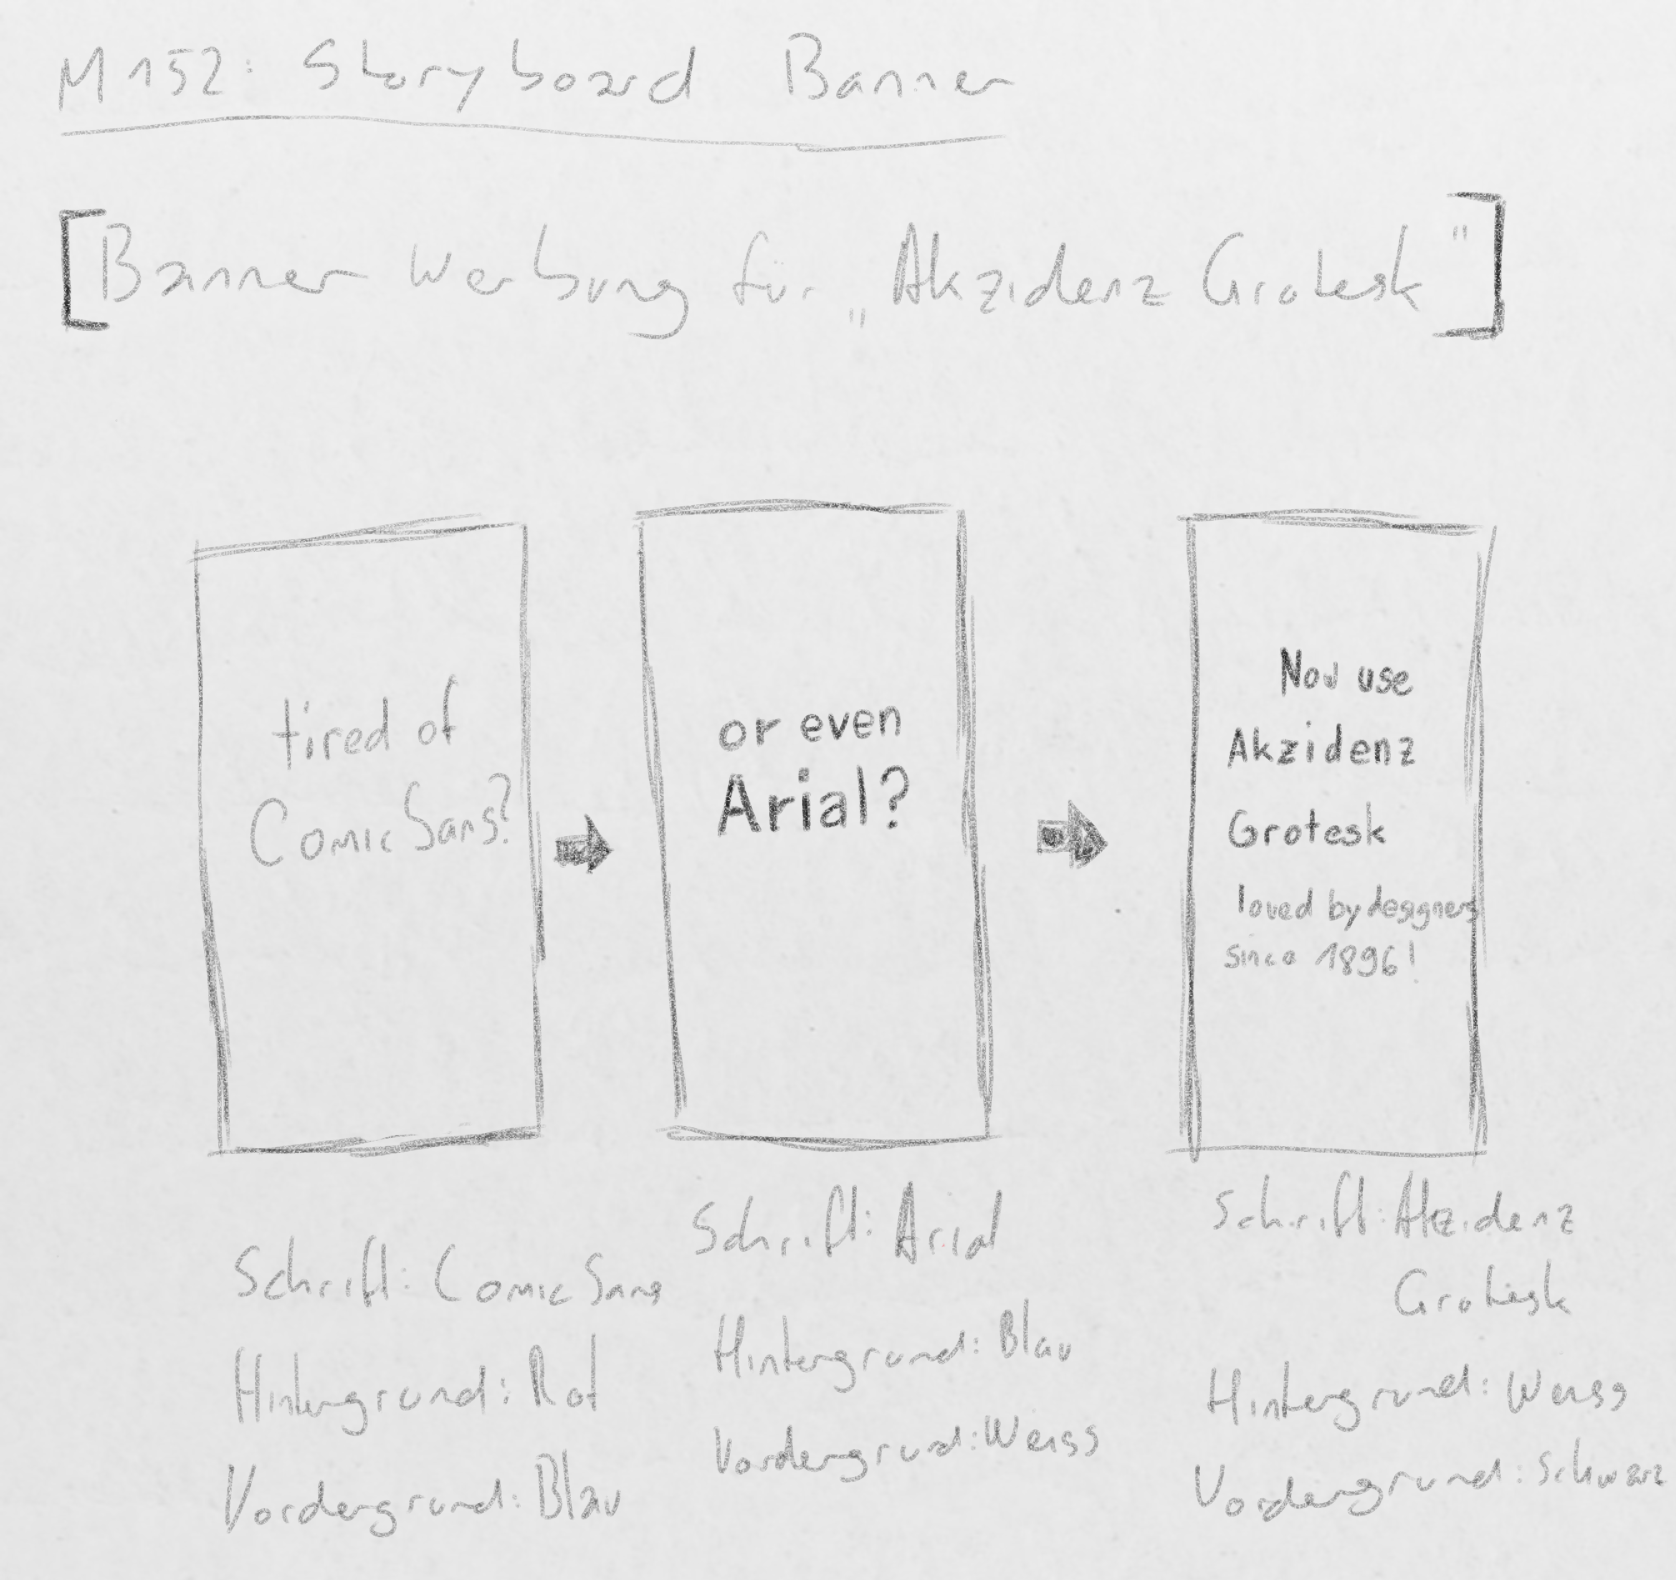 M152: Storyboard Banner
[Banner Werbung für „Akzidenz Grotesk"]
tired of
Comic Sans?
or even
Arial?
Now use
Akzidenz
Grotesk
loved by designers
since 1896!
Schrift: Comic Sans
Hintergrund: Rot
Vordergrund: Blau
Schrift: Arial
Hintergrund: Blau
Vordergrund: Weiss
Schrift: Akzidenz
Grotesk
Hintergrund: Weiss
Vordergrund: Schwarz